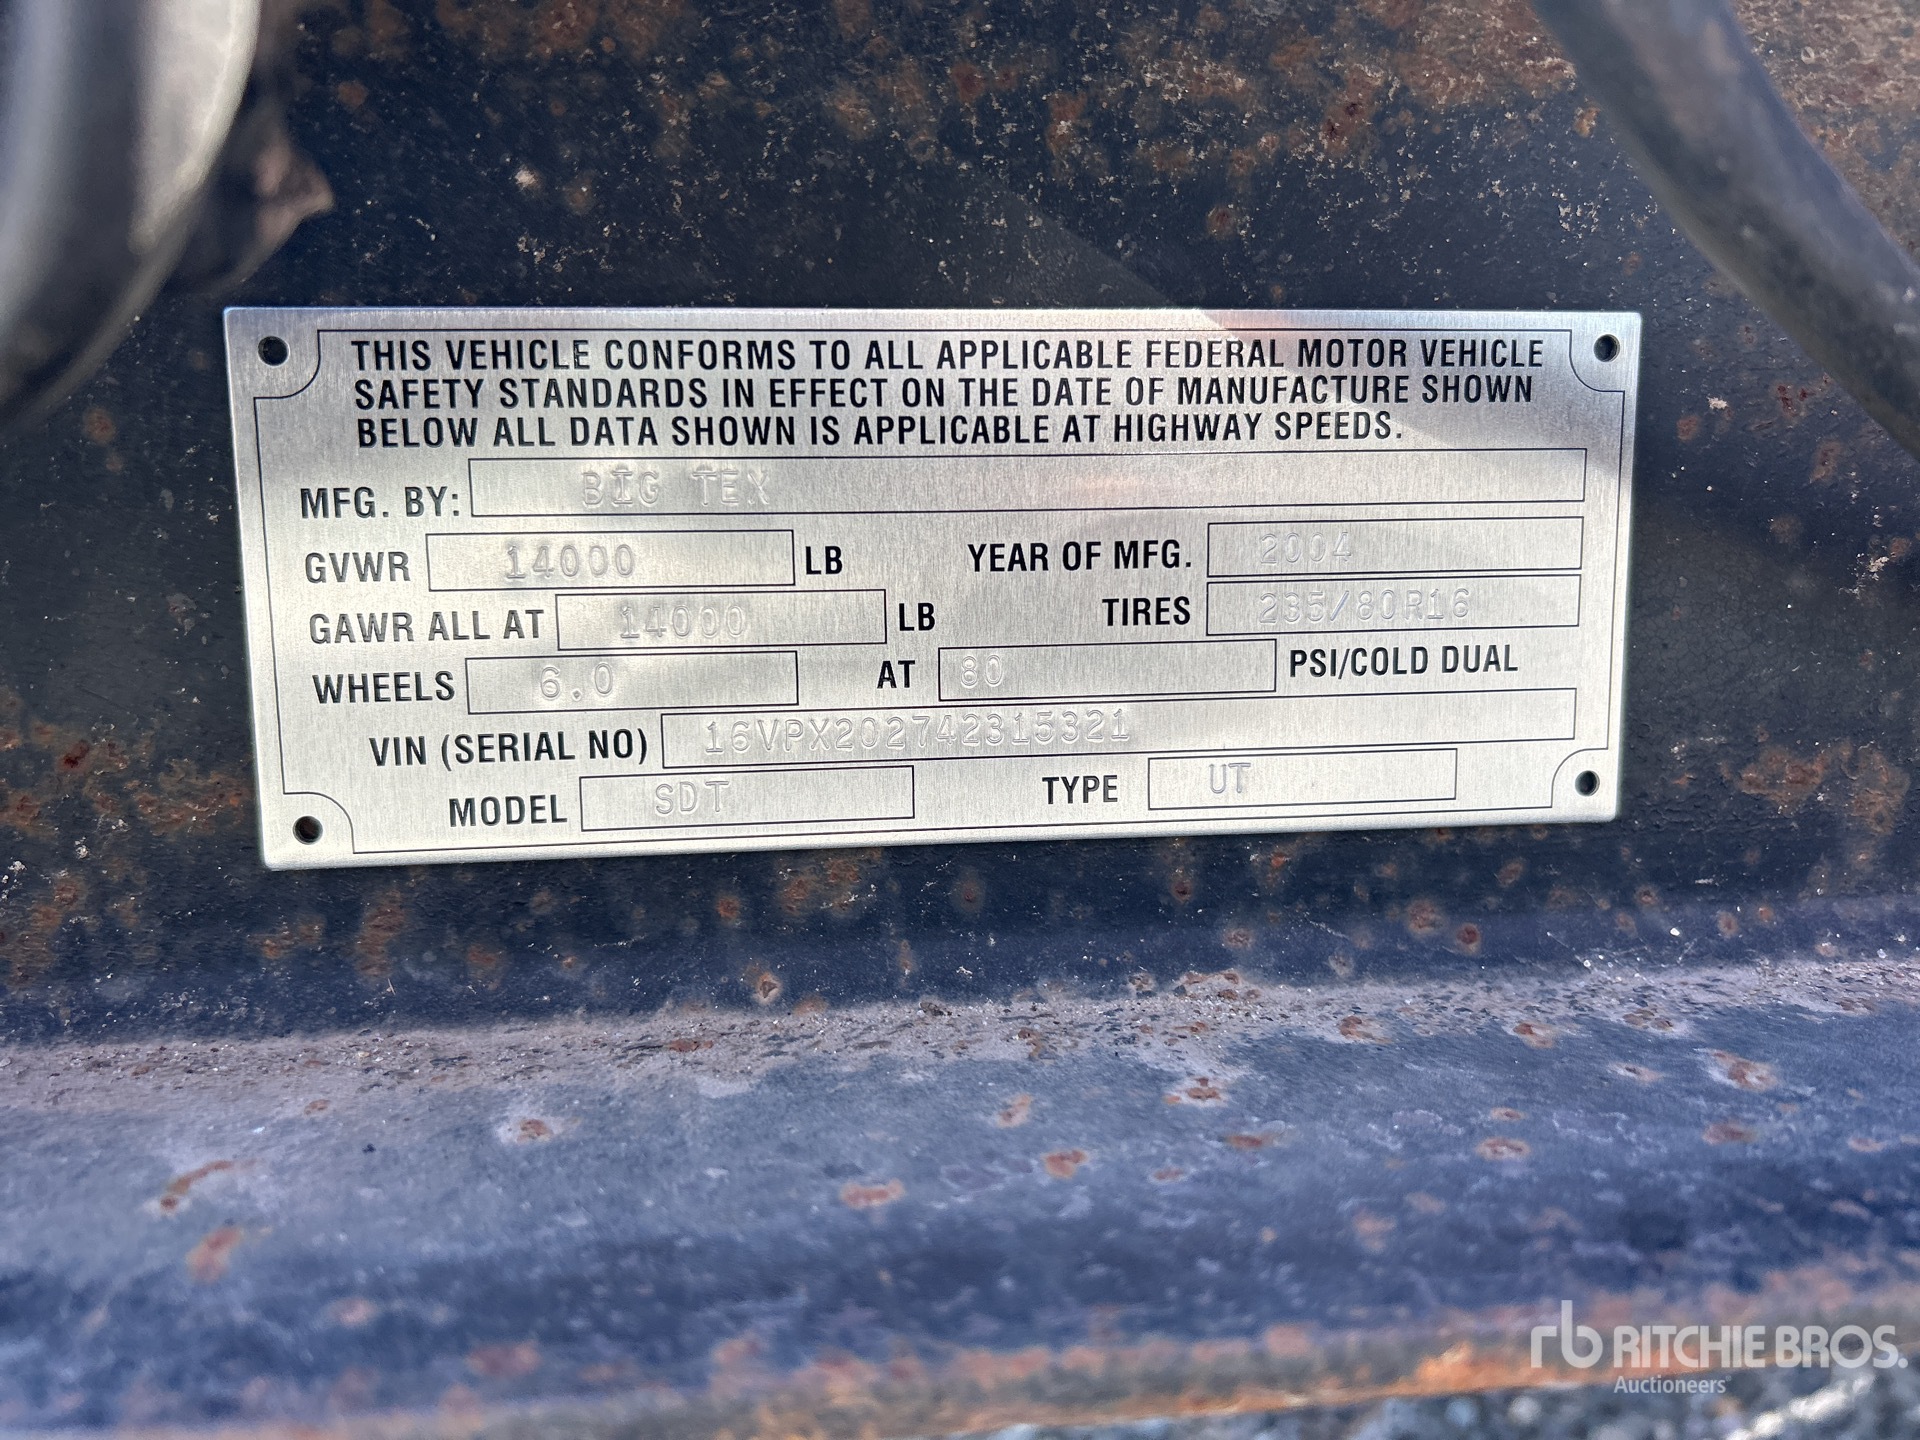 THIS VEHICLE CONFORMS TO ALL APPLICABLE FEDERAL MOTOR VEHICLE
SAFETY STANDARDS IN EFFECT ON THE DATE OF MANUFACTURE SHOWN
BELOW ALL DATA SHOWN IS APPLICABLE AT HIGHWAY SPEEDS.
MFG. BY: BIG TEX
GVWR 14000 LB YEAR OF MFG. 2004
GAWR ALL AT 14000 LB TIRES 235/80R16
WHEELS 6.0 AT 80 PSI/COLD DUAL
VIN (SERIAL NO) 16VPX202742315321
MODEL SDT TYPE UT
rb RITCHIE BROS.
Auctioneers